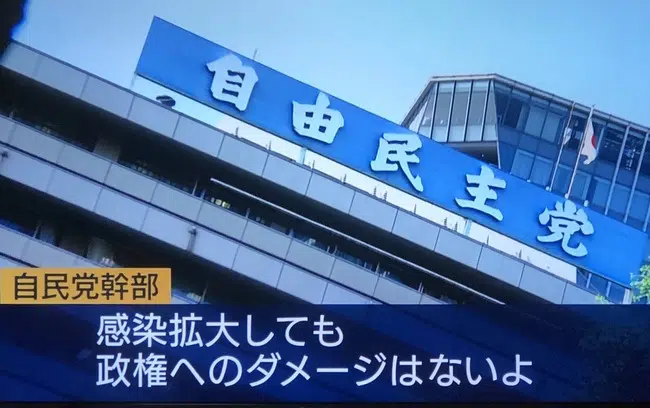 自由民主党
自民党幹部
感染拡大しても
政権へのダメージはないよ